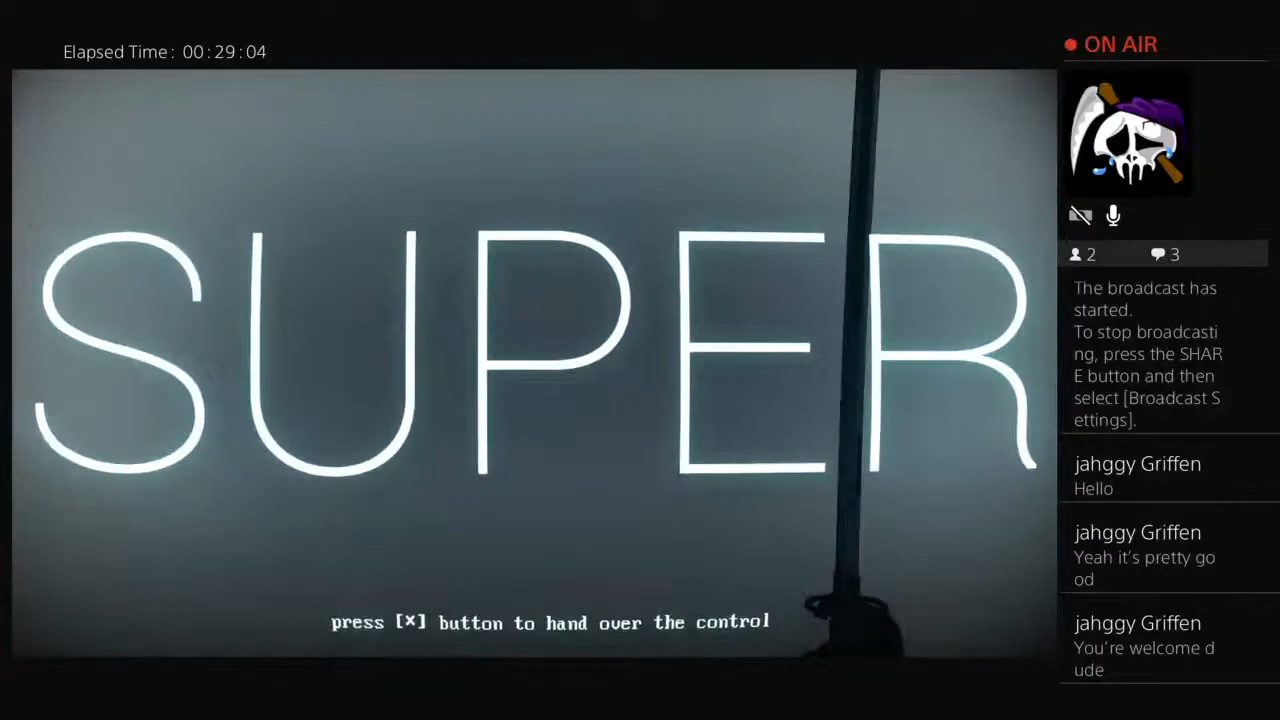 Elapsed Time: 00:29:04
ON AIR
SUPER
press [×] button to hand over the control
2
3
The broadcast has
started.
To stop broadcasti
ng, press the SHAR
E button and then
select [Broadcast S
ettings].
jahggy Griffen
Hello
jahggy Griffen
Yeah it's pretty go
od
jahggy Griffen
You're welcome d
ude